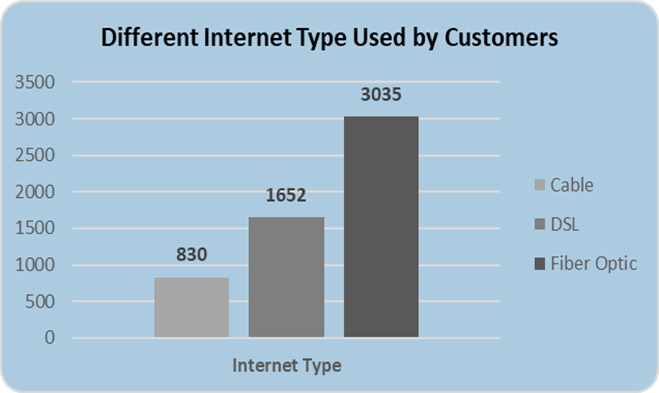 Different Internet Type Used by Customers
3500
3000
2500
2000
1500
1000
500
0
830
1652
3035
Internet Type
Cable
DSL
Fiber Optic